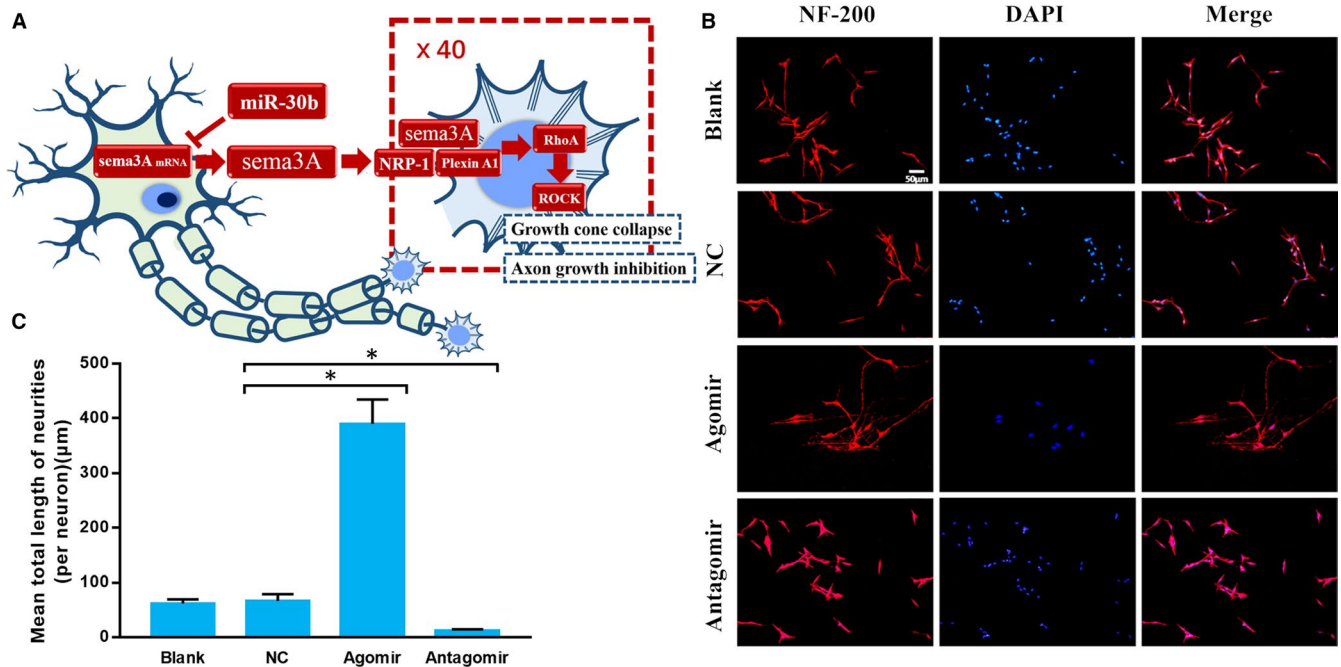 A
x 40
miR-30b
sema3A
RhoA
sema3A mRNA
sema3A
NRP-1
Plexin A1
ROCK
Growth cone collapse
Axon growth inhibition
B
NF-200
DAPI
Merge
Blank
50μm
NC
Agomir
Antagomir
C
Mean total length of neurities
(per neuron)(μm)
500
400
300
200
100
0
*
*
Blank
NC
Agomir
Antagomir